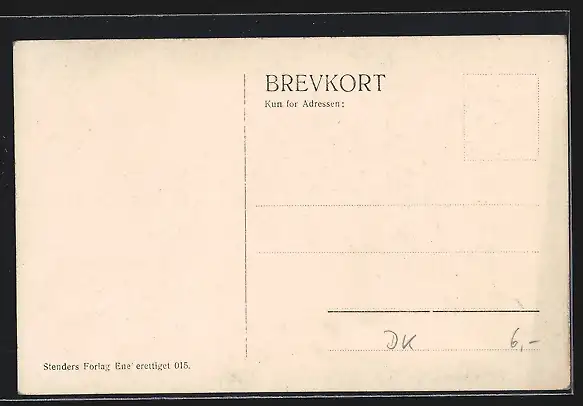 BREVKORT
Kun for Adressen:
DK 6,-
Stenders Forlag Ene' erettiget 015.